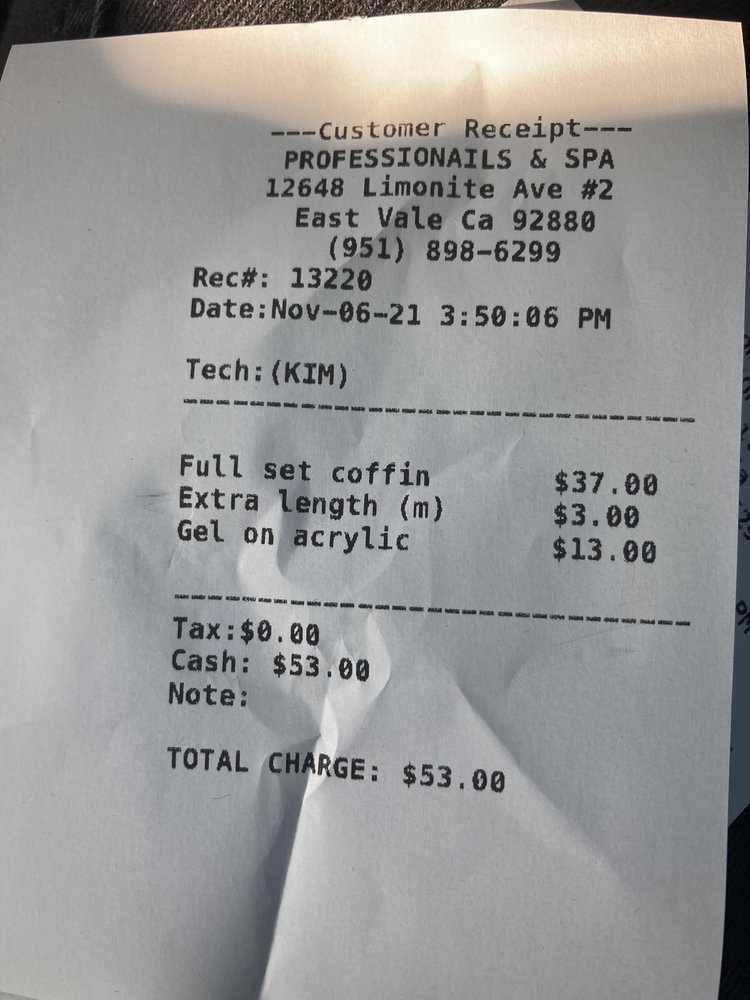 ---Customer Receipt---
PROFESSIONAILS & SPA
12648 Limonite Ave #2
East Vale Ca 92880
(951) 898-6299
Rec#: 13220
Date:Nov-06-21 3:50:06 PM
Tech:(KIM)
Full set coffin $37.00
Extra length (m) $3.00
Gel on acrylic $13.00
Tax:$0.00
Cash: $53.00
Note:
TOTAL CHARGE: $53.00